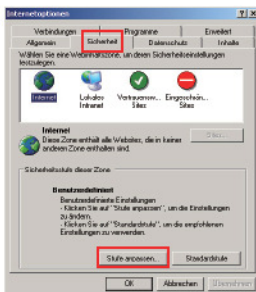 Internetoptionen
Verbindungen Programme Erweitert
Allgemein Sicherheit Datenschutz Inhalte
Wählen Sie eine Webinhaltszone, um deren Sicherheitseinstellungen
festzulegen.
Internet Lokales Intranet Vertrauensw... Sites Eingeschrän... Sites
Internet
Diese Zone enthält alle Websites, die in keiner
anderen Zone enthalten sind.
Sites...
Sicherheitsstufe dieser Zone
Benutzerdefiniert
Benutzerdefinierte Einstellungen
- Klicken Sie auf "Stufe anpassen", um die Einstellungen
zu ändern.
- Klicken Sie auf "Standardstufe", um die empfohlenen
Einstellungen zu verwenden.
Stufe anpassen... Standardstufe
OK Abbrechen Übernehmen